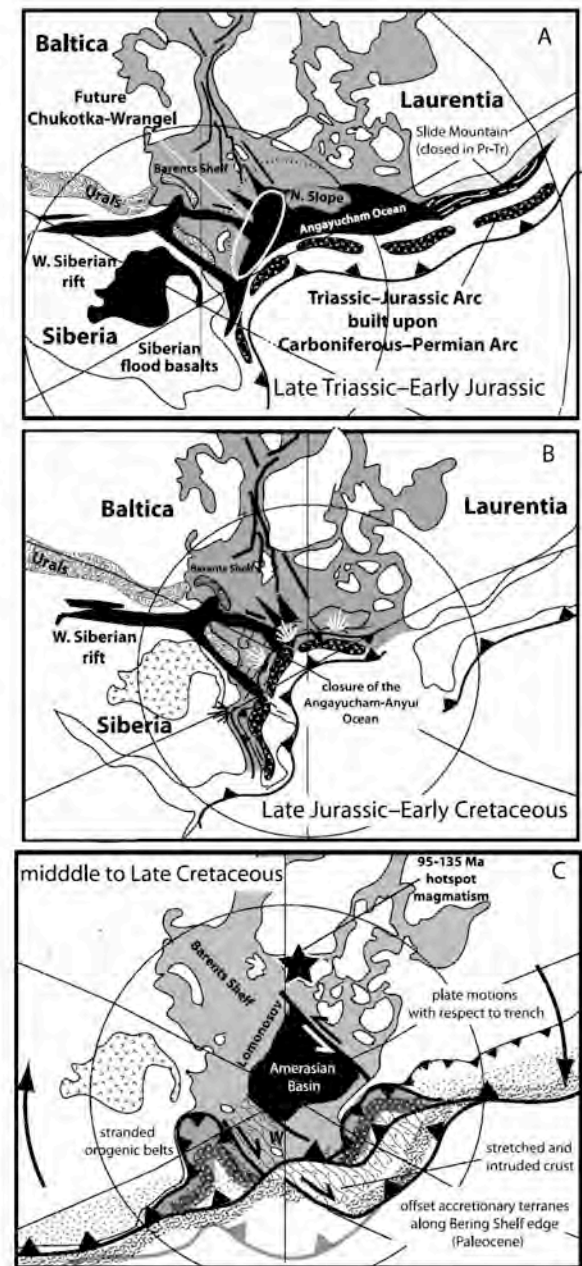 A
Baltica
Laurentia
Future
Chukotka-Wrangel
Slide Mountain
(closed in Pr-Tr)
Barents Shelf
N. Slope
Urals
Angayucham Ocean
W. Siberian
rift
Triassic–Jurassic Arc
built upon
Carboniferous–Permian Arc
Siberia
Siberian
flood basalts
Late Triassic–Early Jurassic
B
Baltica
Laurentia
Urals
Barents Shelf
W. Siberian
rift
closure of the
Angayucham-Anyui
Ocean
Siberia
Late Jurassic–Early Cretaceous
midddle to Late Cretaceous
95-135 Ma
hotspot
magmatism
C
Barents Shelf
plate motions
with respect to trench
Lomonosov
Amerasian
Basin
stranded
orogenic belts
W
stretched and
intruded crust
offset accretionary terranes
along Bering Shelf edge
(Paleocene)